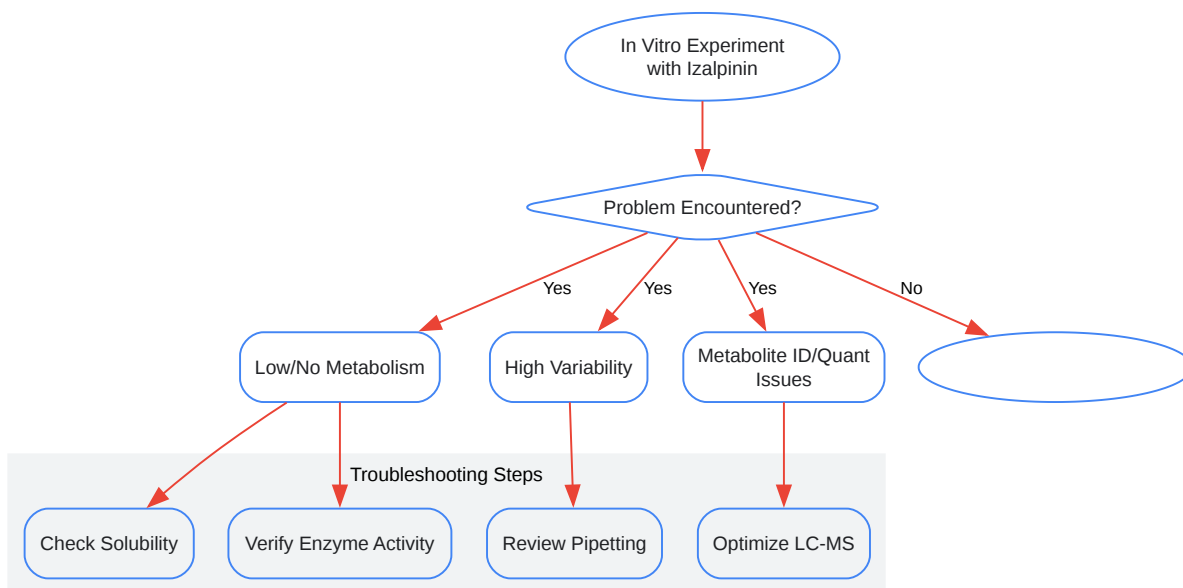 In Vitro Experiment
with Izalpinin
Problem Encountered?
Yes
Yes
Yes
No
Low/No Metabolism
High Variability
Metabolite ID/Quant
Issues
Troubleshooting Steps
Check Solubility
Verify Enzyme Activity
Review Pipetting
Optimize LC-MS